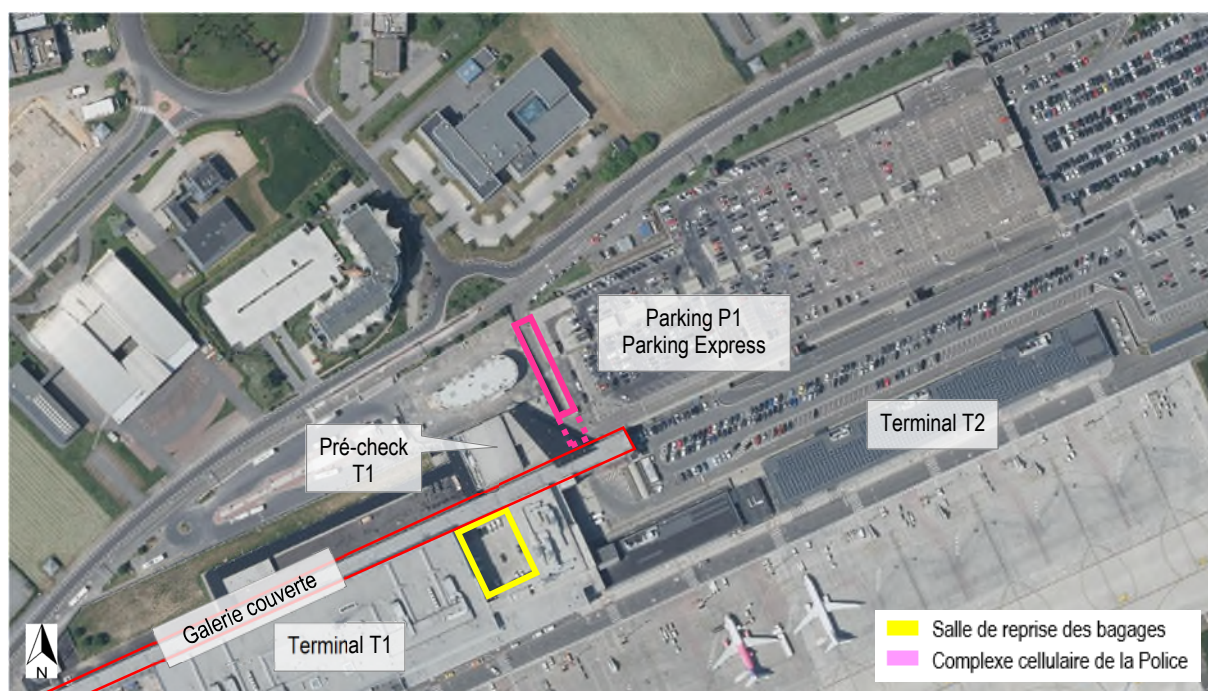 Parking P1
Parking Express
Terminal T2
Pré-check
T1
Galerie couverte
Terminal T1
N
Salle de reprise des bagages
Complexe cellulaire de la Police